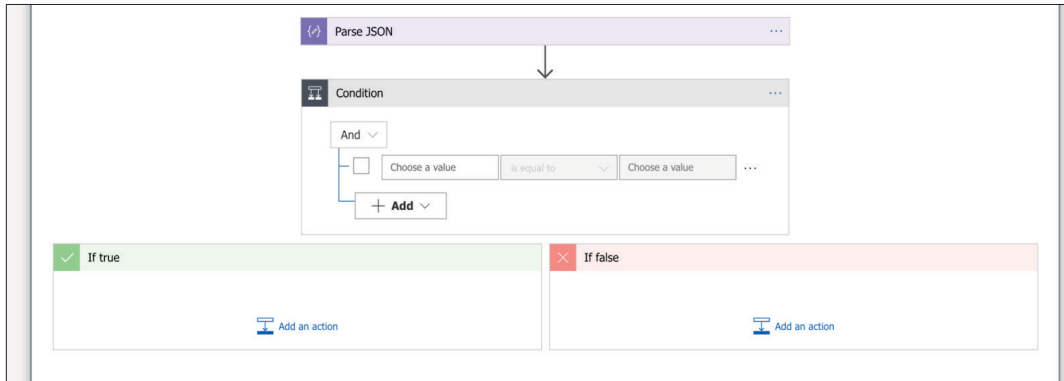 Parse JSON
Condition
And
Choose a value is equal to Choose a value
Add
If true
If false
Add an action
Add an action